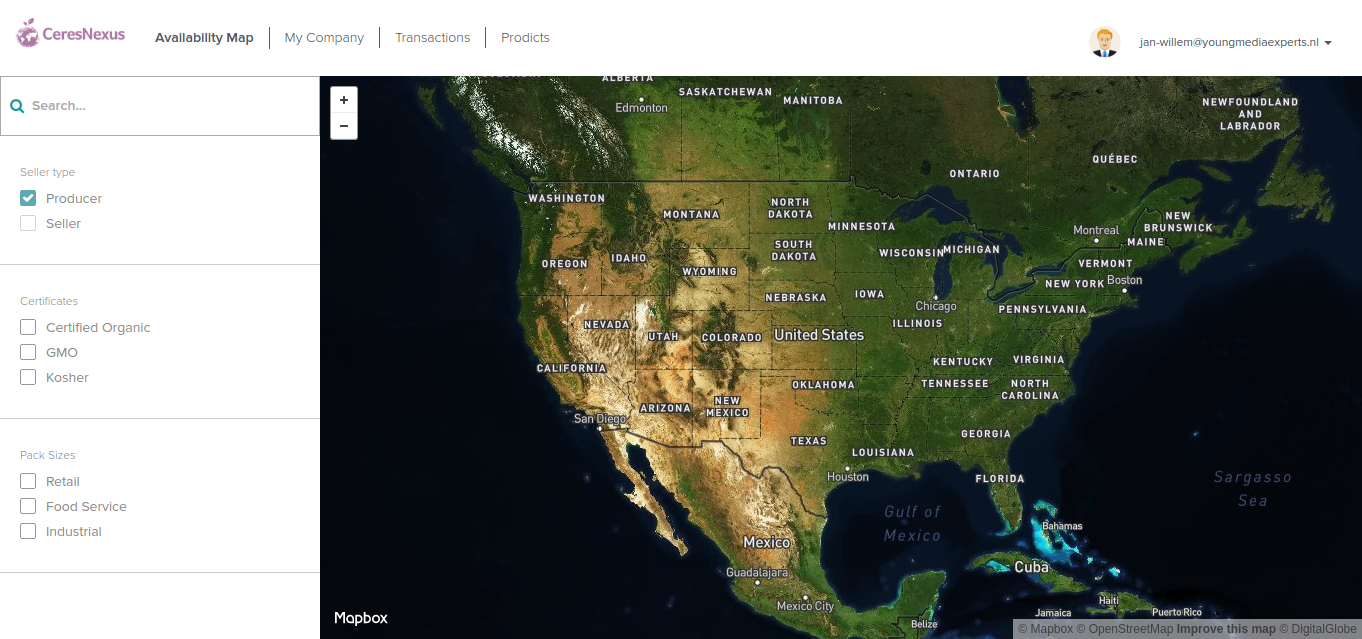 CeresNexus
Availability Map
My Company
Transactions
Prodicts
jan-willem@youngmediaexperts.nl
Search...
Seller type
Producer
Seller
Certificates
Certified Organic
GMO
Kosher
Pack Sizes
Retail
Food Service
Industrial
+
−
ALBERTA
SASKATCHEWAN
MANITOBA
Edmonton
NEWFOUNDLAND
AND
LABRADOR
QUÉBEC
ONTARIO
WASHINGTON
MONTANA
NORTH
DAKOTA
MINNESOTA
NEW
BRUNSWICK
Montreal
MAINE
SOUTH
DAKOTA
WISCONSIN
MICHIGAN
OREGON
IDAHO
WYOMING
VERMONT
NEW YORK
Boston
NEBRASKA
IOWA
Chicago
PENNSYLVANIA
NEVADA
UTAH
COLORADO
United States
ILLINOIS
CALIFORNIA
KENTUCKY
VIRGINIA
OKLAHOMA
TENNESSEE
NORTH
CAROLINA
ARIZONA
NEW
MEXICO
San Diego
GEORGIA
TEXAS
LOUISIANA
Houston
FLORIDA
Sargasso
Sea
Gulf of
Mexico
Bahamas
Mexico
Cuba
Guadalajara
Mexico City
Haiti
Jamaica
Puerto Rico
Belize
Mapbox
© Mapbox © OpenStreetMap Improve this map © DigitalGlobe